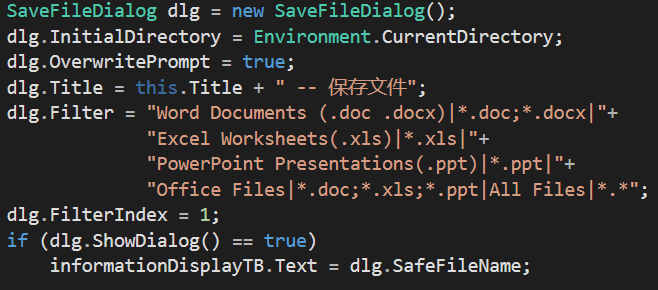 SaveFileDialog dlg = new SaveFileDialog();
dlg.InitialDirectory = Environment.CurrentDirectory;
dlg.OverwritePrompt = true;
dlg.Title = this.Title + " -- 保存文件";
dlg.Filter = "Word Documents (.doc .docx)|*.doc;*.docx|"+
"Excel Worksheets(.xls)|*.xls|"+
"PowerPoint Presentations(.ppt)|*.ppt|"+
"Office Files|*.doc;*.xls;*.ppt|All Files|*.*";
dlg.FilterIndex = 1;
if (dlg.ShowDialog() == true)
informationDisplayTB.Text = dlg.SafeFileName;